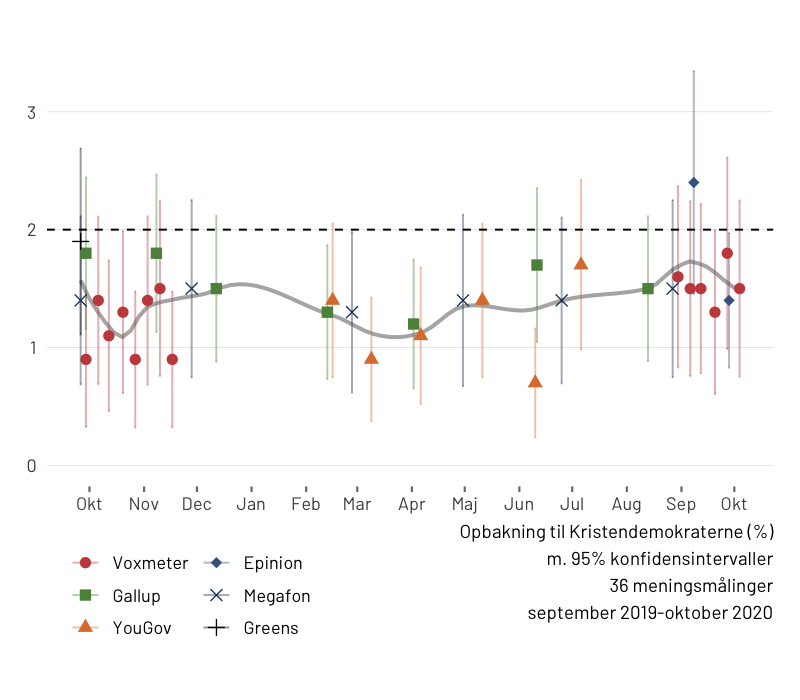 3
2
1
0
Okt Nov Dec Jan Feb Mar Apr Maj Jun Jul Aug Sep Okt
Opbakning til Kristendemokraterne (%)
m. 95% konfidensintervaller
36 meningsmålinger
september 2019-oktober 2020
Voxmeter Epinion
Gallup Megafon
YouGov Greens